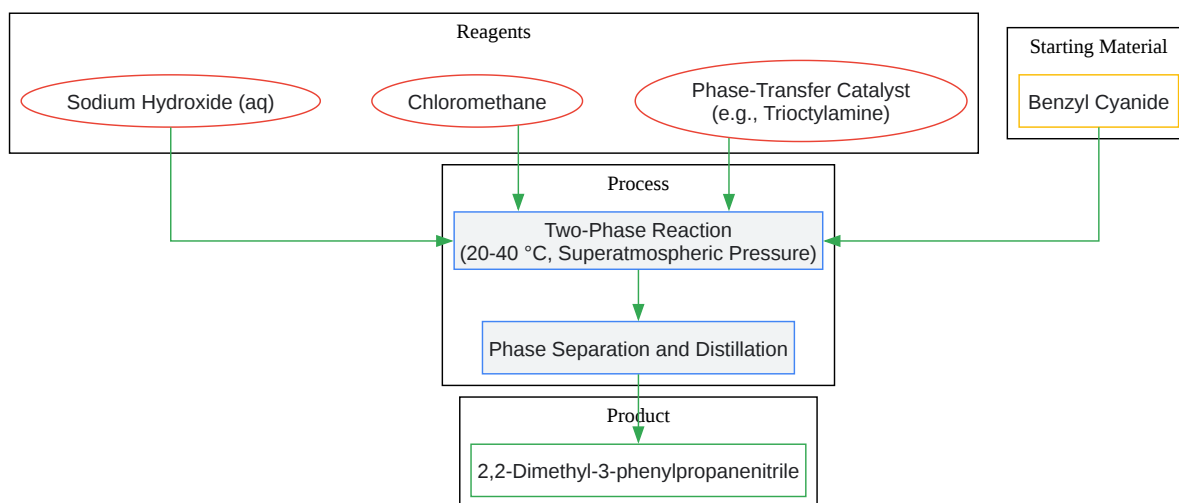 Reagents
Starting Material
Sodium Hydroxide (aq)
Chloromethane
Phase-Transfer Catalyst
(e.g., Trioctylamine)
Benzyl Cyanide
Process
Two-Phase Reaction
(20-40 °C, Superatmospheric Pressure)
Phase Separation and Distillation
Product
2,2-Dimethyl-3-phenylpropanenitrile